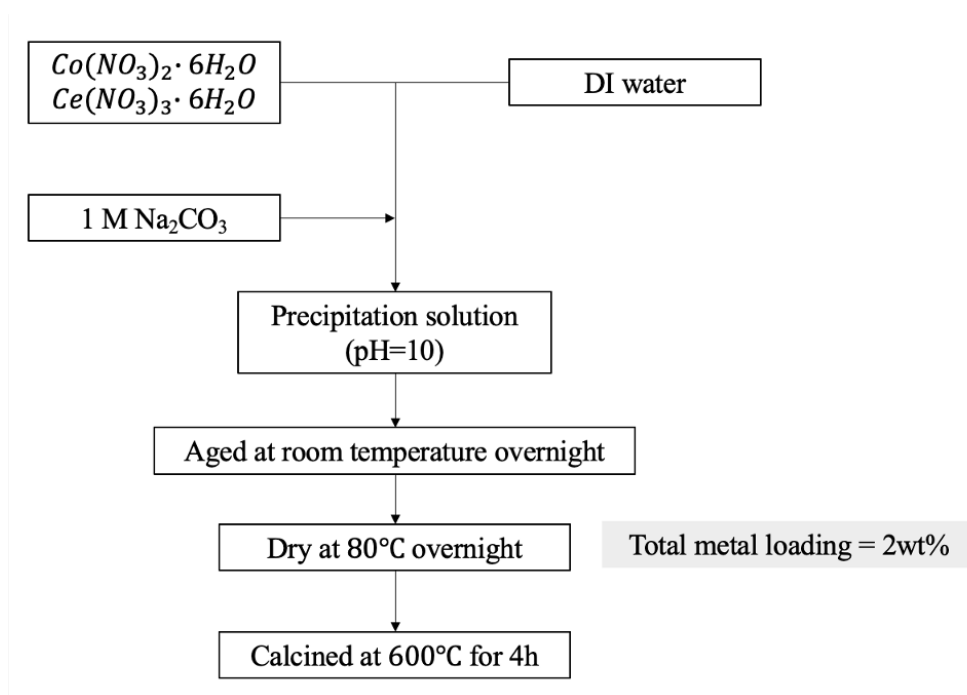 Co(NO₃)₂· 6H₂O
Ce(NO₃)₃· 6H₂O
DI water
1 M Na₂CO₃
Precipitation solution
(pH=10)
Aged at room temperature overnight
Dry at 80°C overnight
Total metal loading = 2wt%
Calcined at 600°C for 4h